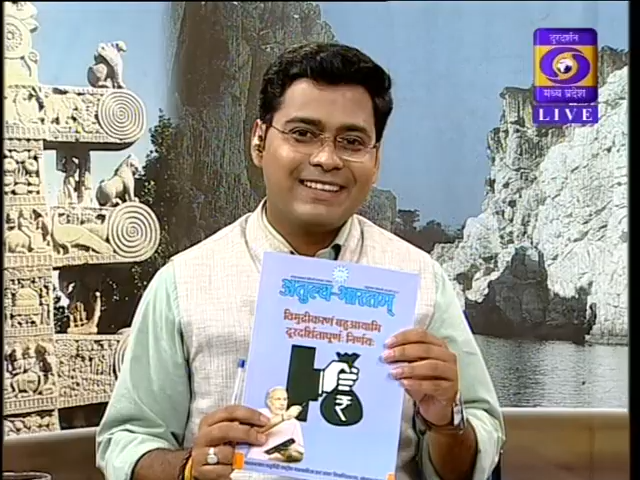 दूरदर्शन
मध्य प्रदेश
LIVE
अतुल्य-भारतम्
विमुद्रीकरणं बहुआयामि
दूरदर्शितापूर्णः निर्णयः